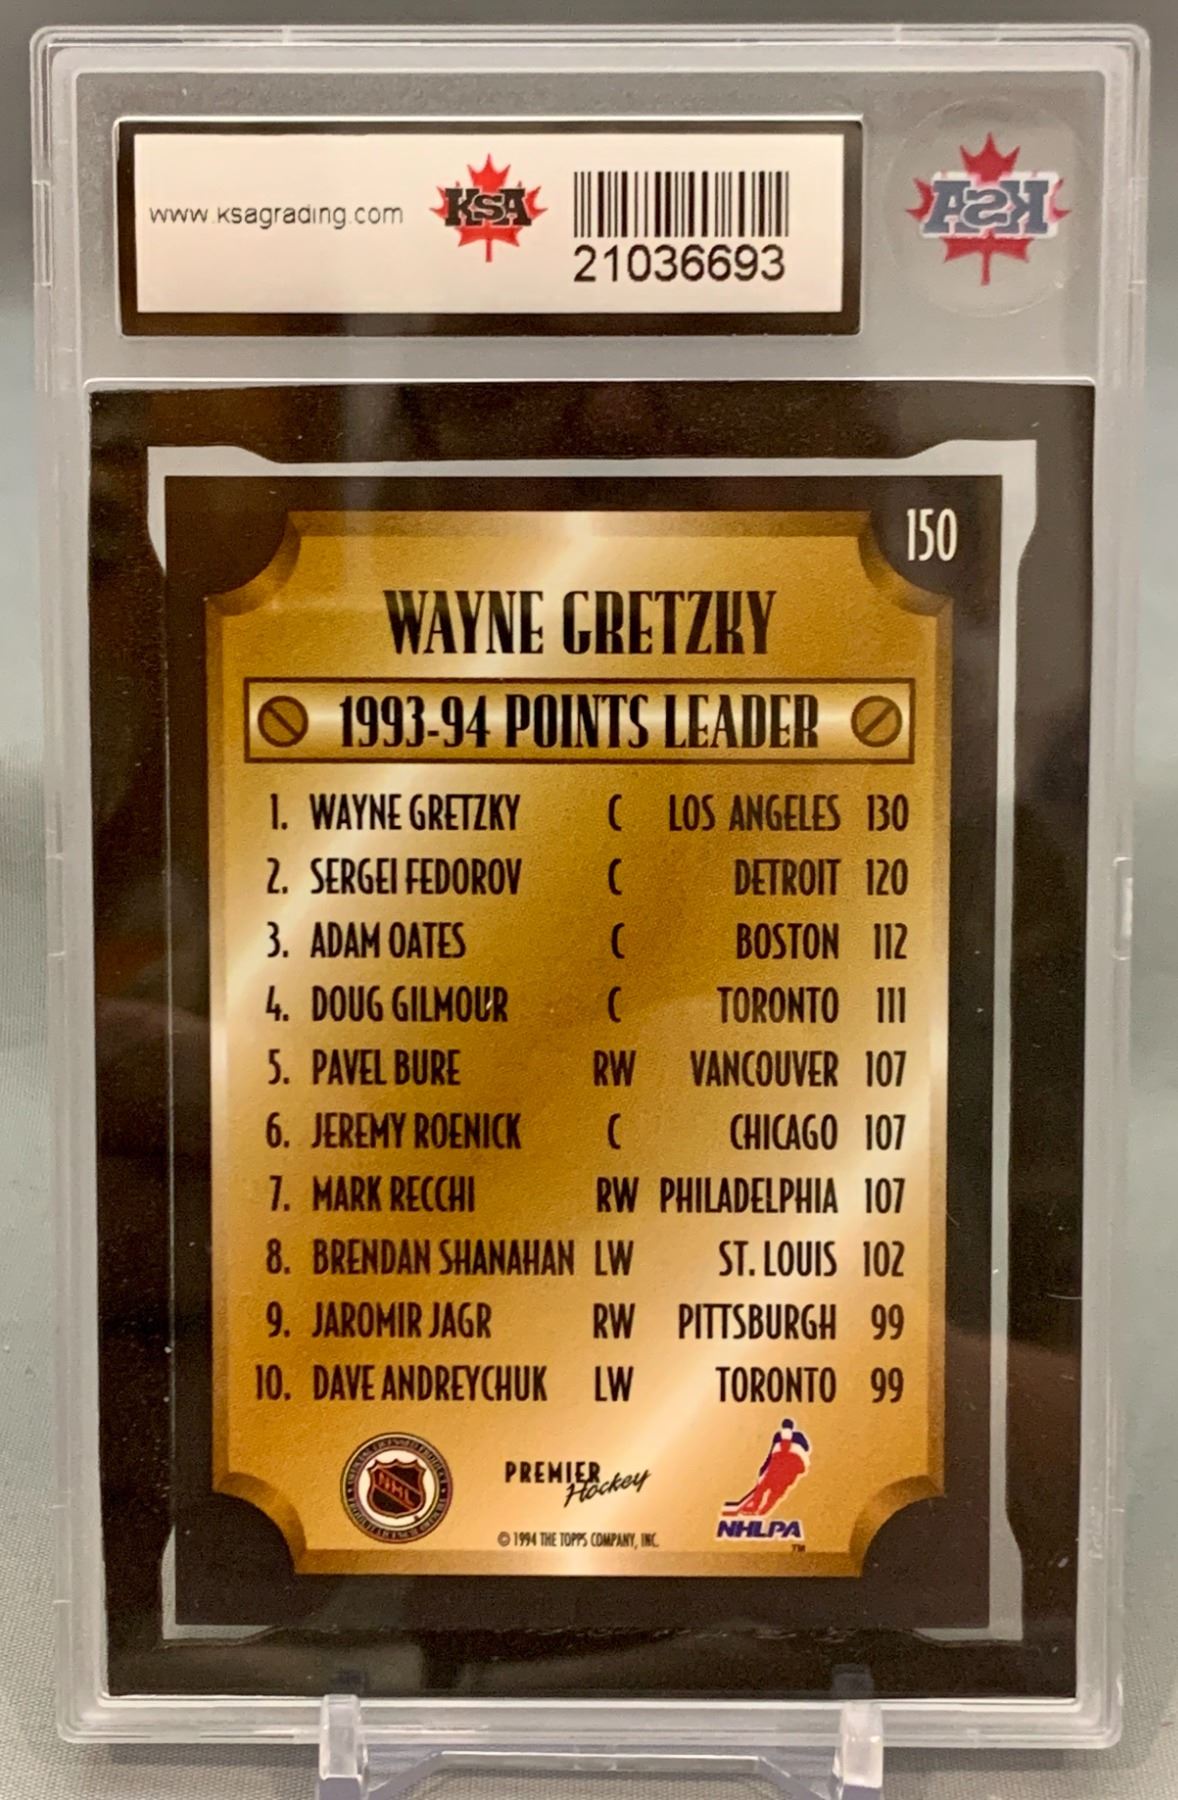 www.ksagrading.com
KSA
21036693
KSA
150
WAYNE GRETZKY
1993-94 POINTS LEADER
1. WAYNE GRETZKY C LOS ANGELES 130
2. SERGEI FEDOROV C DETROIT 120
3. ADAM OATES C BOSTON 112
4. DOUG GILMOUR C TORONTO 111
5. PAVEL BURE RW VANCOUVER 107
6. JEREMY ROENICK C CHICAGO 107
7. MARK RECCHI RW PHILADELPHIA 107
8. BRENDAN SHANAHAN LW ST. LOUIS 102
9. JAROMIR JAGR RW PITTSBURGH 99
10. DAVE ANDREYCHUK LW TORONTO 99
NHL
PREMIER
Hockey
NHLPA
TM
© 1994 THE TOPPS COMPANY, INC.